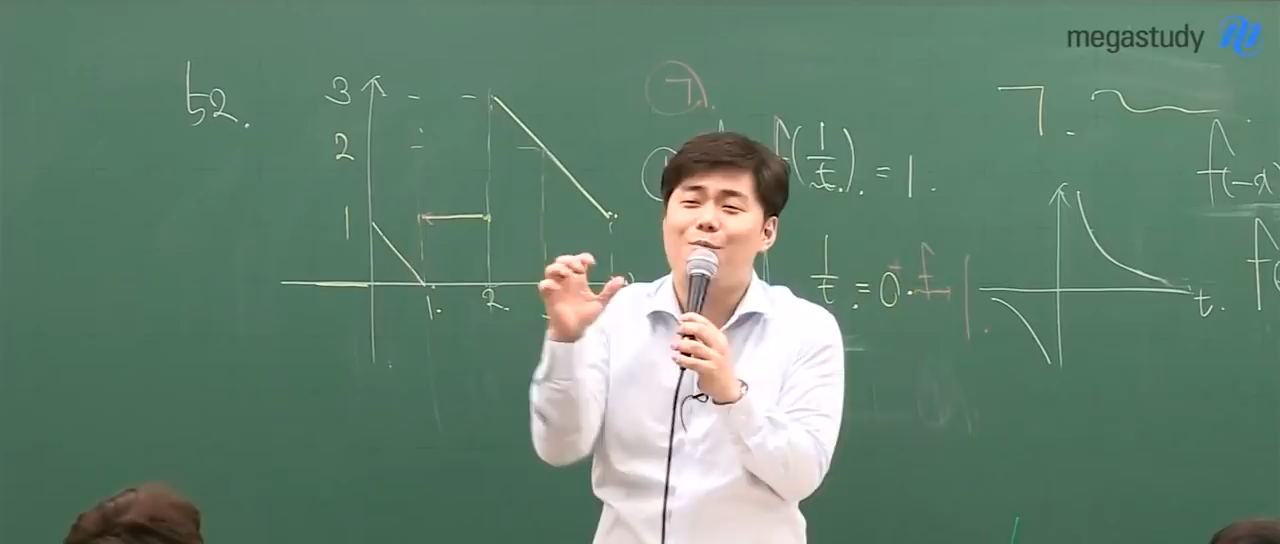 megastudy
52.
3
2
1
1.
2
ㄱ.
f(1/t) = 1.
1/t = 0+
ㄱ.
f(-x)
t.